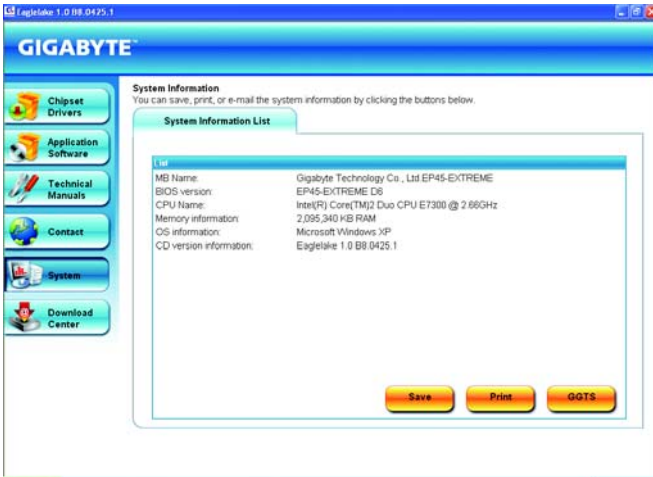 Eaglelake 1.0 B8.0425.1
GIGABYTE™
Chipset
Drivers
Application
Software
Technical
Manuals
Contact
System
Download
Center
System Information
You can save, print, or e-mail the system information by clicking the buttons below.
System Information List
List
MB Name: Gigabyte Technology Co., Ltd.EP45-EXTREME
BIOS version: EP45-EXTREME D6
CPU Name: Intel(R) Core(TM)2 Duo CPU E7300 @ 2.66GHz
Memory information: 2,095,340 KB RAM
OS information: Microsoft Windows XP
CD version information: Eaglelake 1.0 B8.0425.1
Save Print GGTS